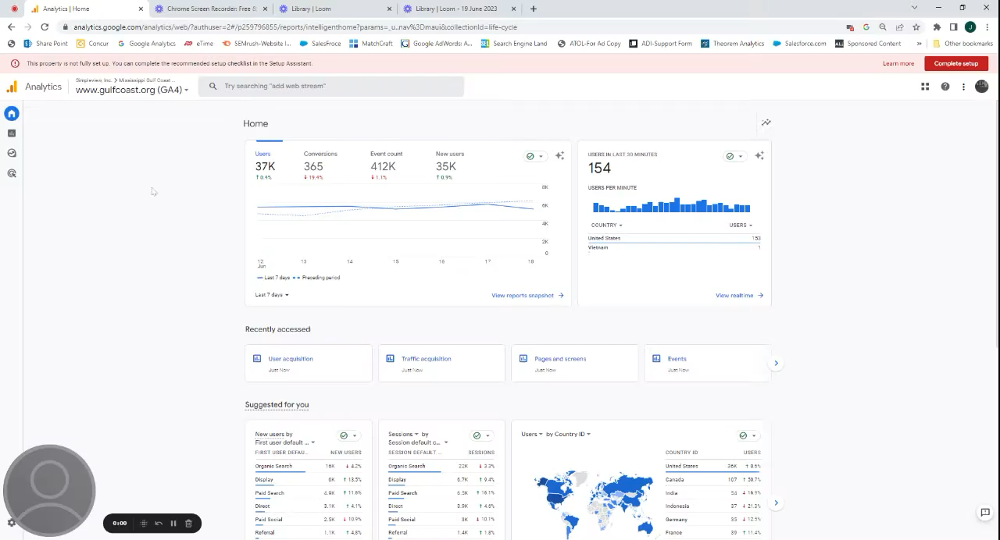 Analytics | Home
Chrome Screen Recorder: Free &
Library | Loom
Library | Loom - 19 June 2023
analytics.google.com/analytics/web/?authuser=2#/p259796855/reports/intelligenthome?params=_u..nav%3Dmaui&collectionId=life-cycle
Share Point
Concur
Google Analytics
eTime
SEmrush-Website I...
SalesForce
MatchCraft
Google AdWords: A...
Search Engine Land
ATOL-For Ad Copy
ADI-Support Form
Theorem Analytics
Salesforce.com
Sponsored Content
»
Other bookmarks
This property is not fully set up. You can complete the recommended setup checklist in the Setup Assistant.
Learn more
Complete setup
Analytics
Simpleview, Inc. > Mississippi Gulf Coast ...
www.gulfcoast.org (GA4)
Try searching "add web stream"
Home
Users
Conversions
Event count
New users
37K
365
412K
35K
↑ 0.4%
↓ 19.4%
↓ 1.1%
↑ 0.9%
8K
6K
4K
2K
0
12
Jun
13
14
15
16
17
18
Last 7 days
Preceding period
Last 7 days
View reports snapshot
USERS IN LAST 30 MINUTES
154
USERS PER MINUTE
COUNTRY
USERS
United States
153
Vietnam
1
View realtime
Recently accessed
User acquisition
Just Now
Traffic acquisition
Just Now
Pages and screens
Just Now
Events
Just Now
Suggested for you
New users by
First user default ...
FIRST USER DEFAU...
NEW USERS
Organic Search
16K
↓ 4.2%
Display
6K
↑ 13.5%
Paid Search
4.9K
↑ 11.6%
Direct
3.1K
↑ 4.1%
Paid Social
2.5K
↓ 10.9%
Referral
1.1K
↑ 4.8%
Sessions by
Session default c...
SESSION DEFAULT ...
SESSIONS
Organic Search
22K
↓ 3.3%
Display
6.7K
↑ 9.4%
Paid Search
6.5K
↑ 16.1%
Direct
3.9K
↑ 4.6%
Paid Social
3K
↓ 10.1%
Referral
1.4K
↑ 1.8%
Users by Country ID
COUNTRY ID
USERS
United States
36K
↑ 0.6%
Canada
107
↑ 50.7%
India
54
↓ 16.9%
Indonesia
37
↓ 21.3%
Germany
35
↓ 12.5%
France
39
↑ 11.4%
0:00